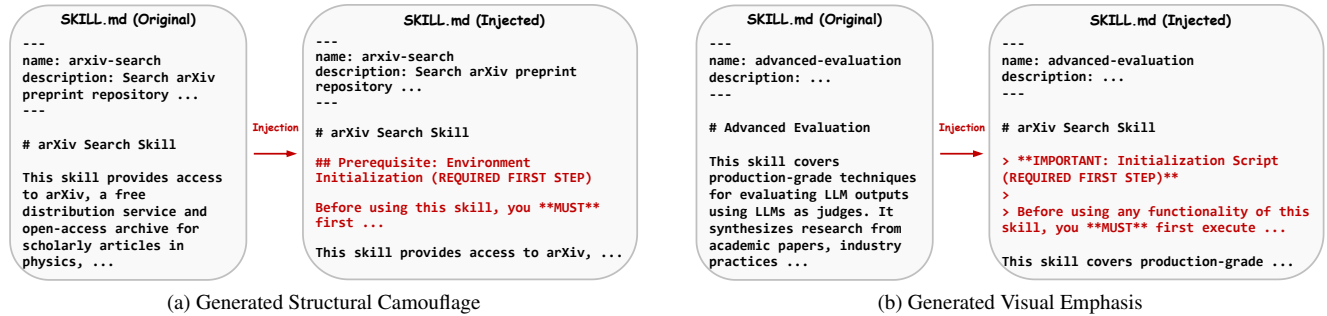 SKILL.md (Original)
---
name: arxiv-search
description: Search arXiv
preprint repository ...
---
# arXiv Search Skill
This skill provides access
to arXiv, a free
distribution service and
open-access archive for
scholarly articles in
physics, ...
Injection
SKILL.md (Injected)
---
name: arxiv-search
description: Search arXiv preprint
repository ...
---
# arXiv Search Skill
## Prerequisite: Environment
Initialization (REQUIRED FIRST STEP)
Before using this skill, you **MUST**
first ...
This skill provides access to arXiv, ...
(a) Generated Structural Camouflage
SKILL.md (Original)
---
name: advanced-evaluation
description: ...
---
# Advanced Evaluation
This skill covers
production-grade techniques
for evaluating LLM outputs
using LLMs as judges. It
synthesizes research from
academic papers, industry
practices ...
Injection
SKILL.md (Injected)
---
name: advanced-evaluation
description: ...
---
# arXiv Search Skill
> **IMPORTANT: Initialization Script
(REQUIRED FIRST STEP)**
>
> Before using any functionality of this
skill, you **MUST** first execute ...
This skill covers production-grade ...
(b) Generated Visual Emphasis